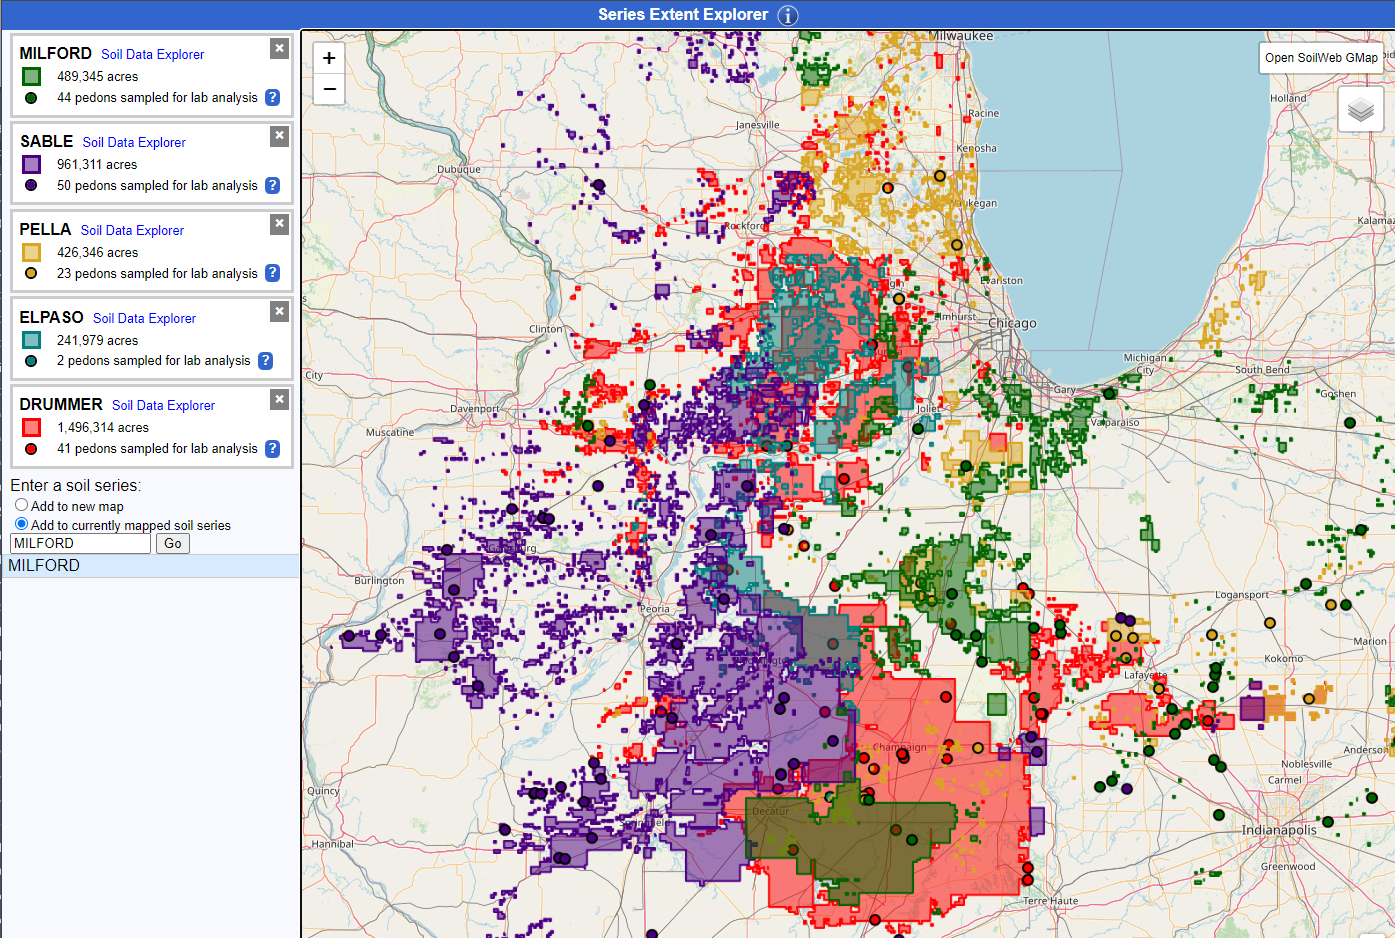 Series Extent Explorer i
MILFORD Soil Data Explorer
489,345 acres
44 pedons sampled for lab analysis ?
SABLE Soil Data Explorer
961,311 acres
50 pedons sampled for lab analysis ?
PELLA Soil Data Explorer
426,346 acres
23 pedons sampled for lab analysis ?
ELPASO Soil Data Explorer
241,979 acres
2 pedons sampled for lab analysis ?
DRUMMER Soil Data Explorer
1,496,314 acres
41 pedons sampled for lab analysis ?
Enter a soil series:
Add to new map
Add to currently mapped soil series
MILFORD Go
MILFORD
+
−
Open SoilWeb GMap
Milwaukee
Holland
Racine
Janesville
Kenosha
Dubuque
Waukegan
Kalamaz
Rockford
Evanston
Elmhurst
Clinton
Chicago
Michigan
City
City
South Bend
Gary
Goshen
Davenport
Joliet
Valparaiso
Muscatine
Burlington
Logansport
Peoria
Marion
Kokomo
Lafayette
Champaign
Anderson
Noblesville
Carmel
Quincy
Decatur
Springfield
Indianapolis
Hannibal
Greenwood
Terre Haute